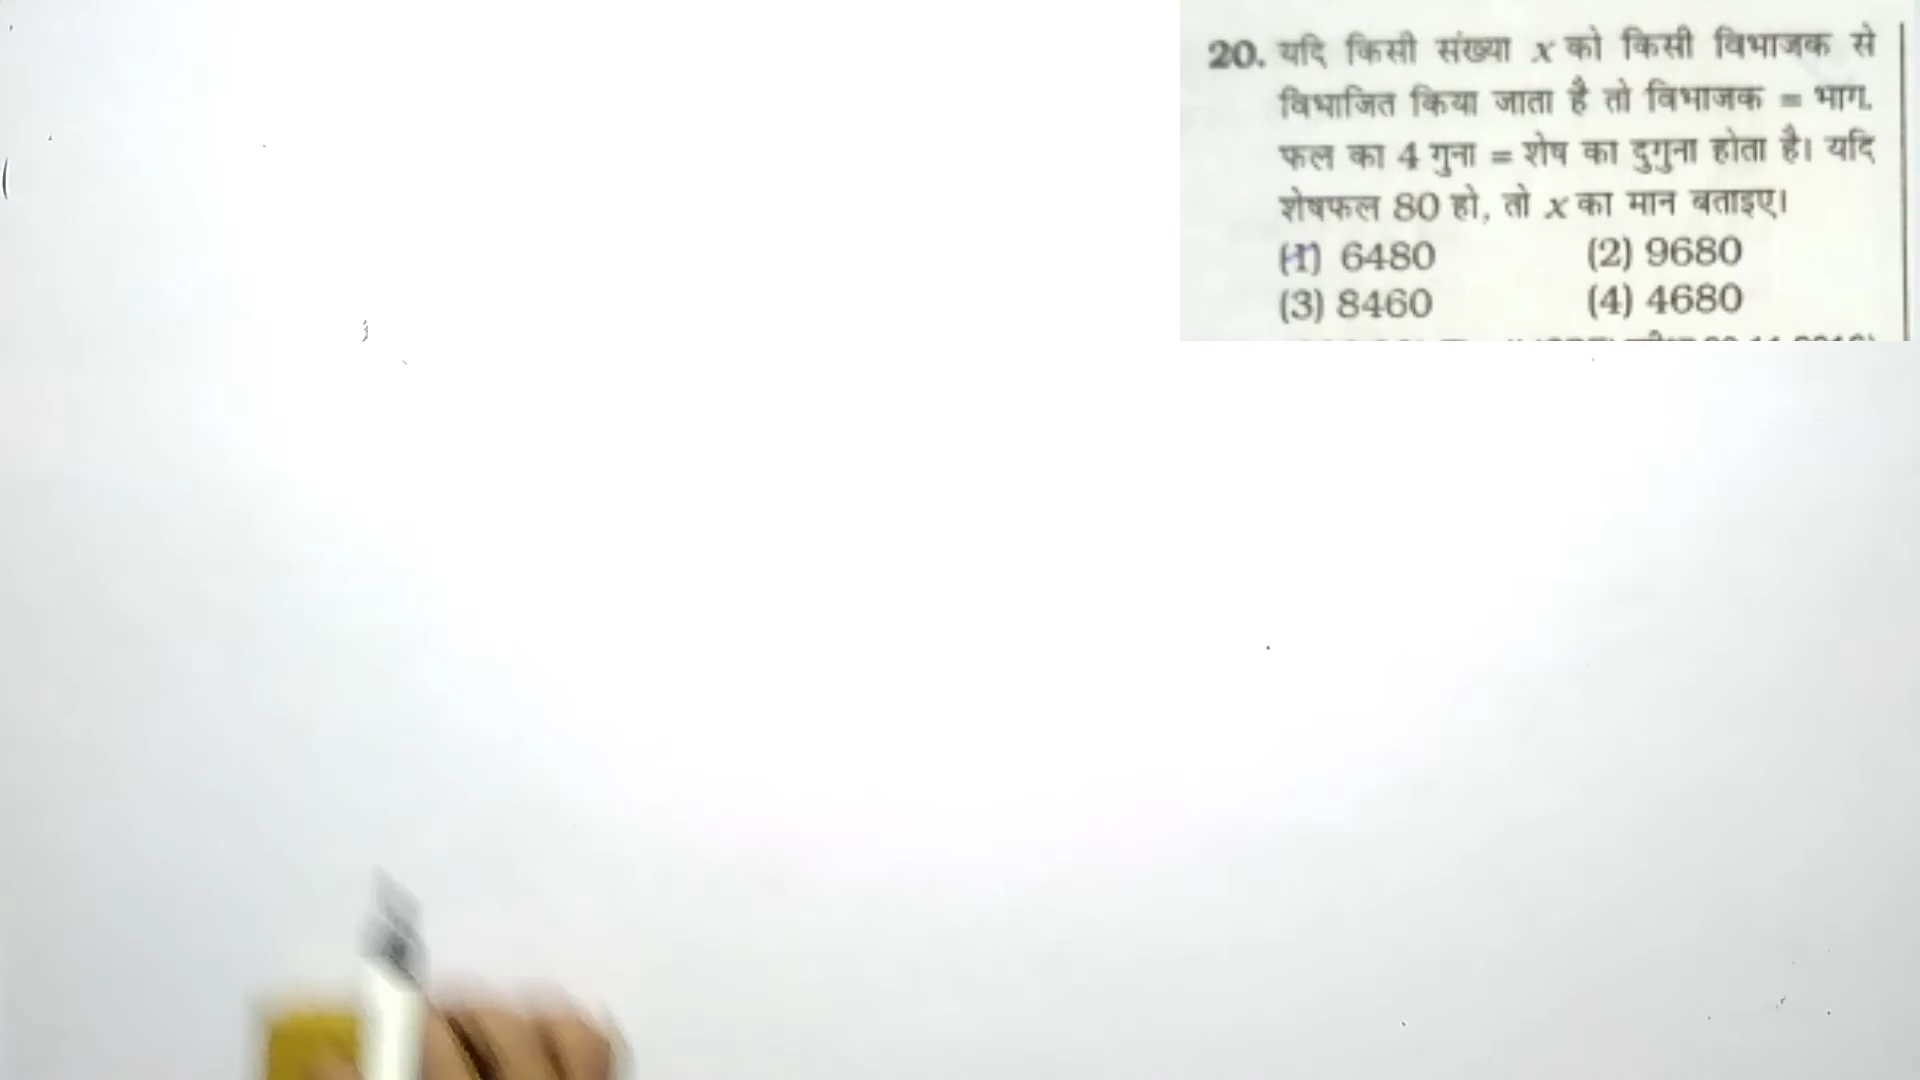 20. यदि किसी संख्या x को किसी विभाजक से
विभाजित किया जाता है तो विभाजक = भाग.
फल का 4 गुना = शेष का दुगुना होता है। यदि
शेषफल 80 हो, तो x का मान बताइए।
(1) 6480 (2) 9680
(3) 8460 (4) 4680